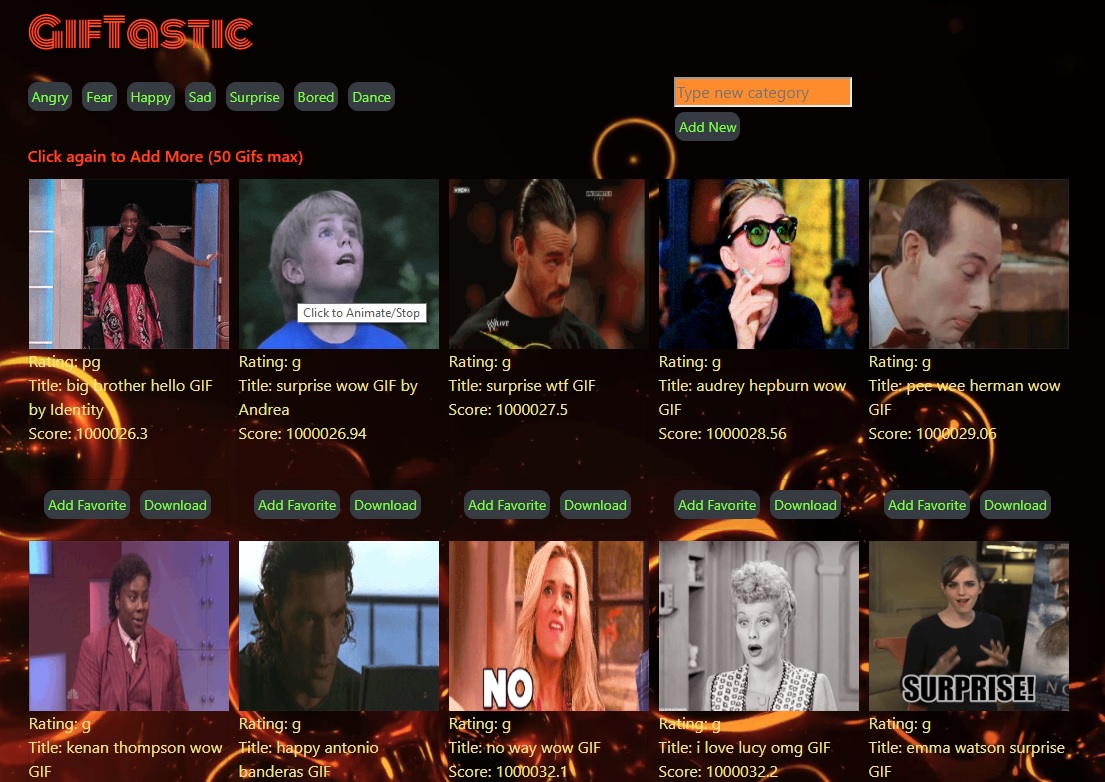 GifTastic
Angry Fear Happy Sad Surprise Bored Dance
Type new category
Add New
Click again to Add More (50 Gifs max)
Click to Animate/Stop
LIVE
Rating: pg
Title: big brother hello GIF
by Identity
Score: 1000026.3
Rating: g
Title: surprise wow GIF by
Andrea
Score: 1000026.94
Rating: g
Title: surprise wtf GIF
Score: 1000027.5
Rating: g
Title: audrey hepburn wow
GIF
Score: 1000028.56
Rating: g
Title: pee wee herman wow
GIF
Score: 1000029.06
Add Favorite Download
Add Favorite Download
Add Favorite Download
Add Favorite Download
Add Favorite Download
NO
SURPRISE!
Rating: g
Title: kenan thompson wow
GIF
Rating: g
Title: happy antonio
banderas GIF
Rating: g
Title: no way wow GIF
Score: 1000032.1
Rating: g
Title: i love lucy omg GIF
Score: 1000032.2
Rating: g
Title: emma watson surprise
GIF